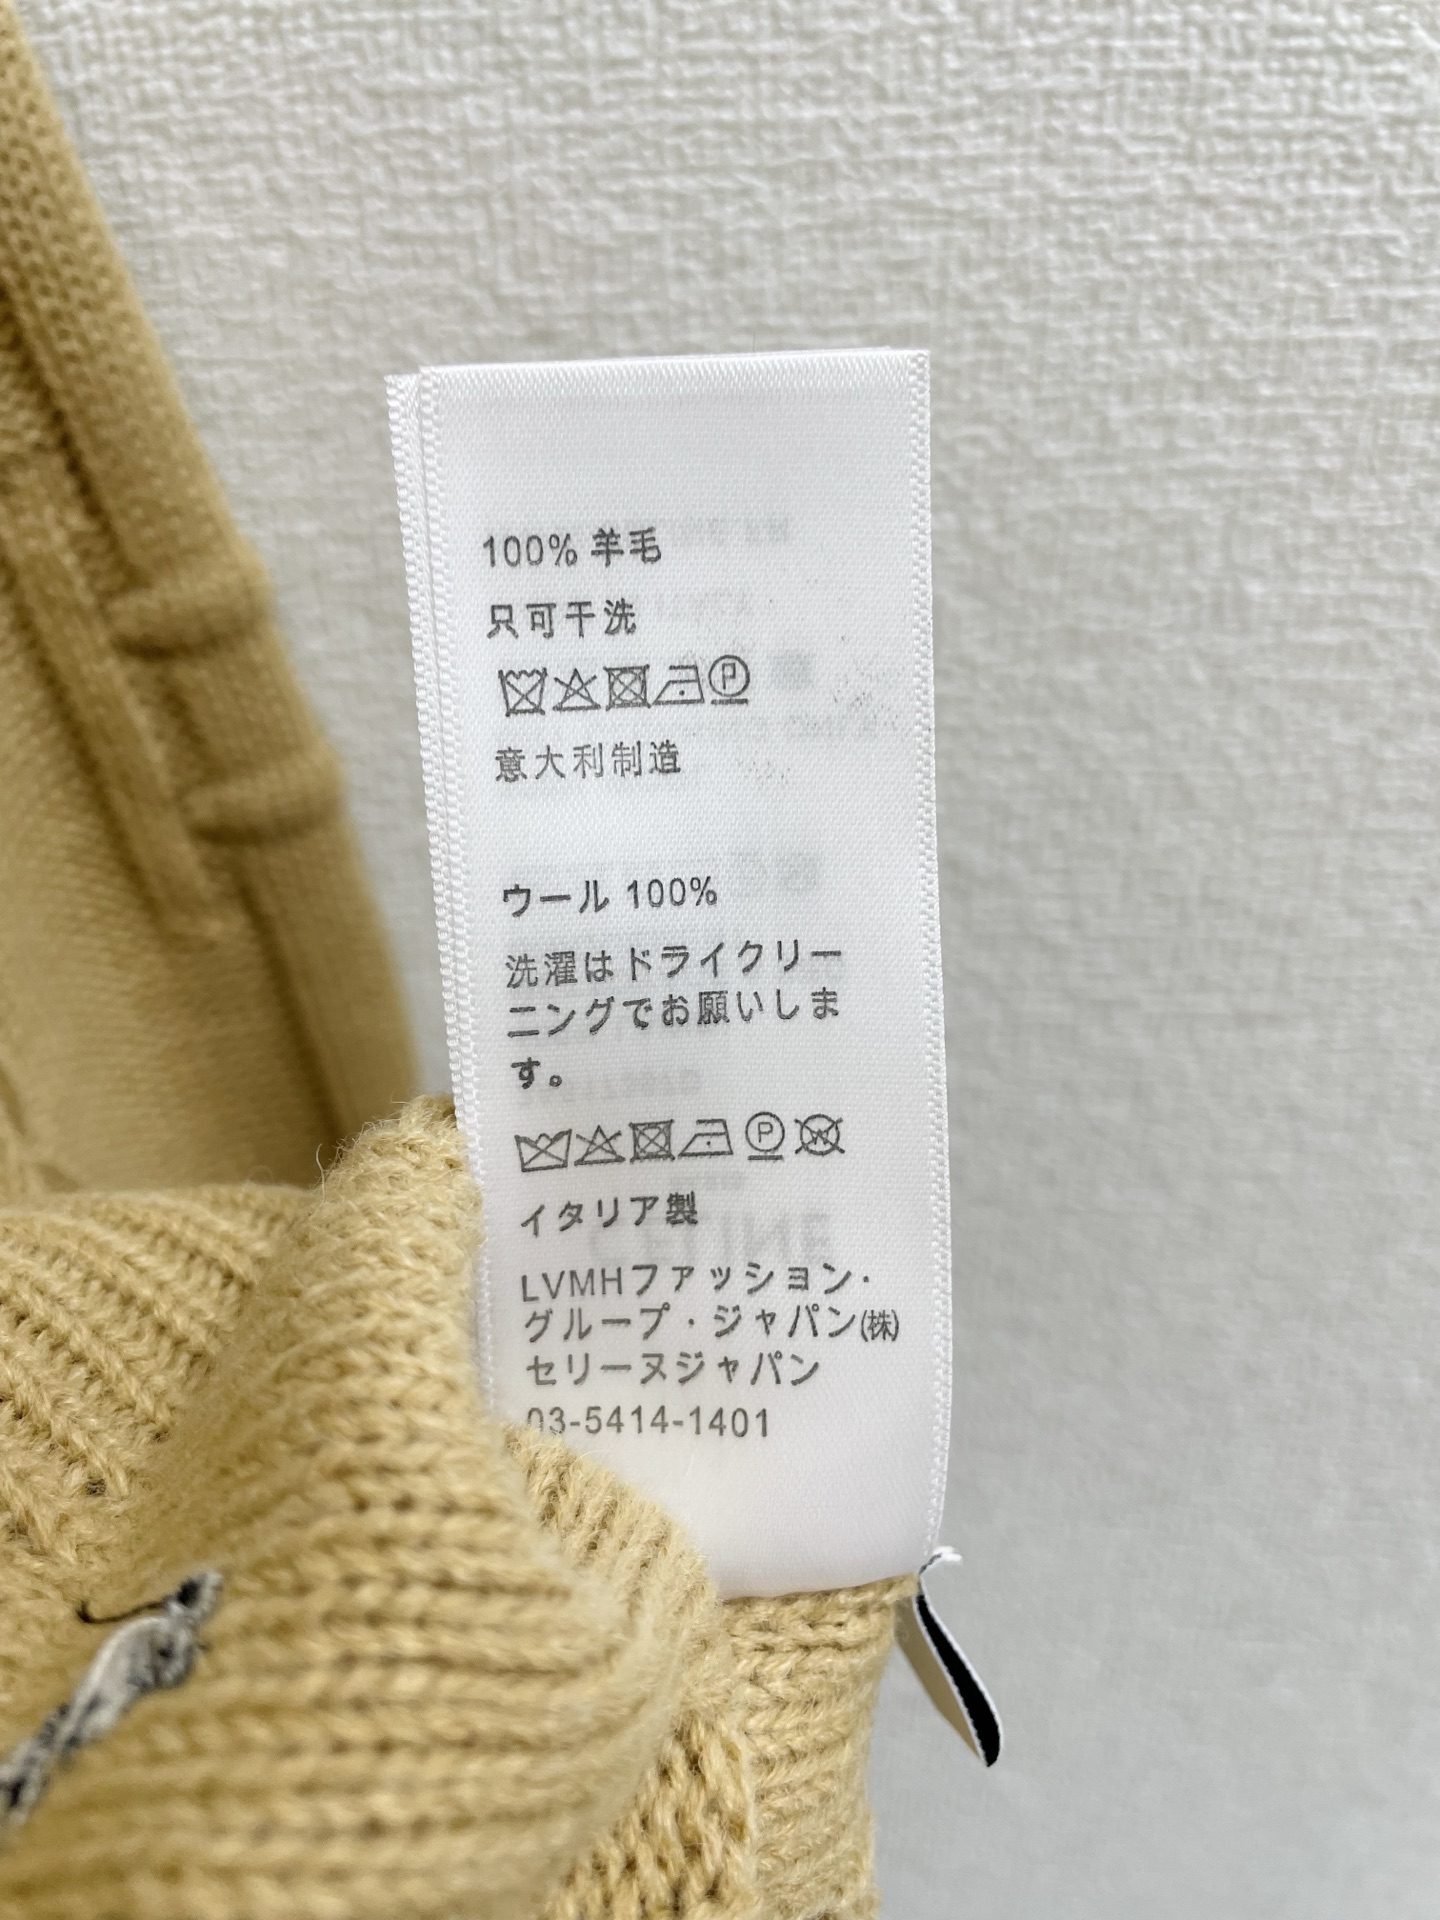 100% 羊毛
只可干洗
P
意大利制造
ウール 100%
洗濯はドライクリー
ニングでお願いしま
す。
P W
イタリア製
LVMHファッション・
グループ・ジャパン(株)
セリーヌジャパン
03-5414-1401